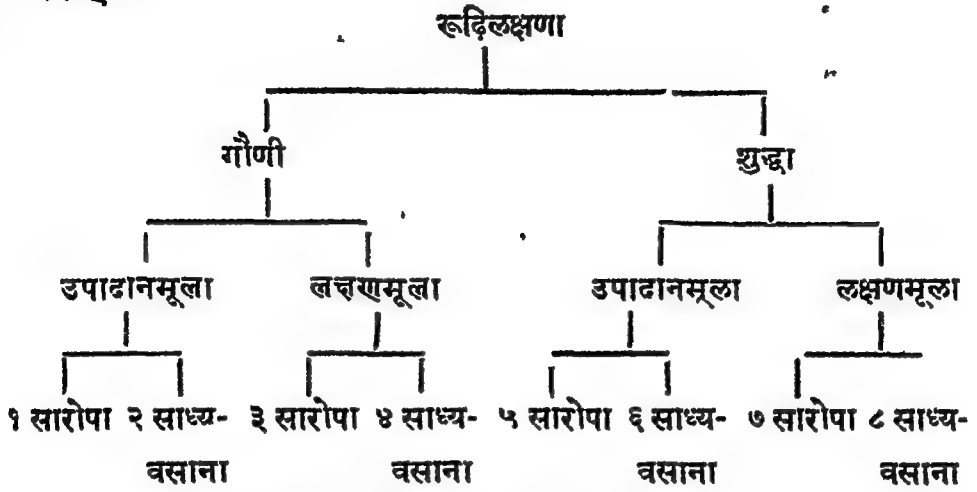 रूढ़िलक्षणा
गौणी शुद्धा
उपादानमूला लक्षणमूला उपादानमूला लक्षणमूला
१ सारोपा २ साध्य- ३ सारोपा ४ साध्य- ५ सारोपा ६ साध्य- ७ सारोपा ८ साध्य-
वसाना वसाना वसाना वसाना